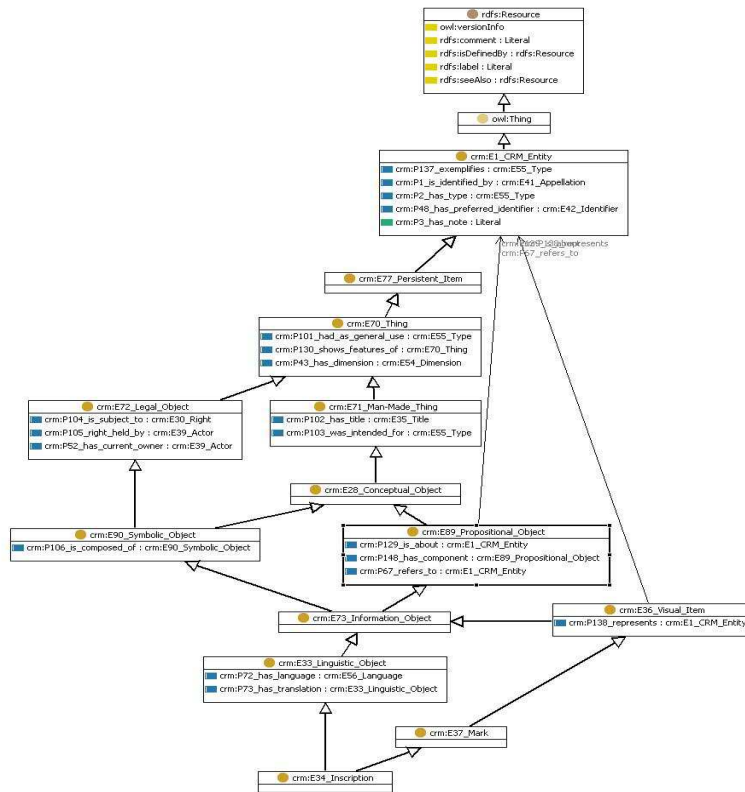 rdfs:Resource
owl:versionInfo
rdfs:comment : Literal
rdfs:isDefinedBy : rdfs:Resource
rdfs:label : Literal
rdfs:seeAlso : rdfs:Resource
owl:Thing
crm:E1_CRM_Entity
crm:P137_exemplifies : crm:E55_Type
crm:P1_is_identified_by : crm:E41_Appellation
crm:P2_has_type : crm:E55_Type
crm:P48_has_preferred_identifier : crm:E42_Identifier
crm:P3_has_note : Literal
crm:P67_refers_to
crm:E77_Persistent_Item
crm:E70_Thing
crm:P101_had_as_general_use : crm:E55_Type
crm:P130_shows_features_of : crm:E70_Thing
crm:P43_has_dimension : crm:E54_Dimension
crm:E72_Legal_Object
crm:P104_is_subject_to : crm:E30_Right
crm:P105_right_held_by : crm:E39_Actor
crm:P52_has_current_owner : crm:E39_Actor
crm:E71_Man-Made_Thing
crm:P102_has_title : crm:E35_Title
crm:P103_was_intended_for : crm:E55_Type
crm:E28_Conceptual_Object
crm:E90_Symbolic_Object
crm:P106_is_composed_of : crm:E90_Symbolic_Object
crm:E89_Propositional_Object
crm:P129_is_about : crm:E1_CRM_Entity
crm:P148_has_component : crm:E89_Propositional_Object
crm:P67_refers_to : crm:E1_CRM_Entity
crm:E73_Information_Object
crm:E36_Visual_Item
crm:P138_represents : crm:E1_CRM_Entity
crm:E33_Linguistic_Object
crm:P72_has_language : crm:E56_Language
crm:P73_has_translation : crm:E33_Linguistic_Object
crm:E37_Mark
crm:E34_Inscription